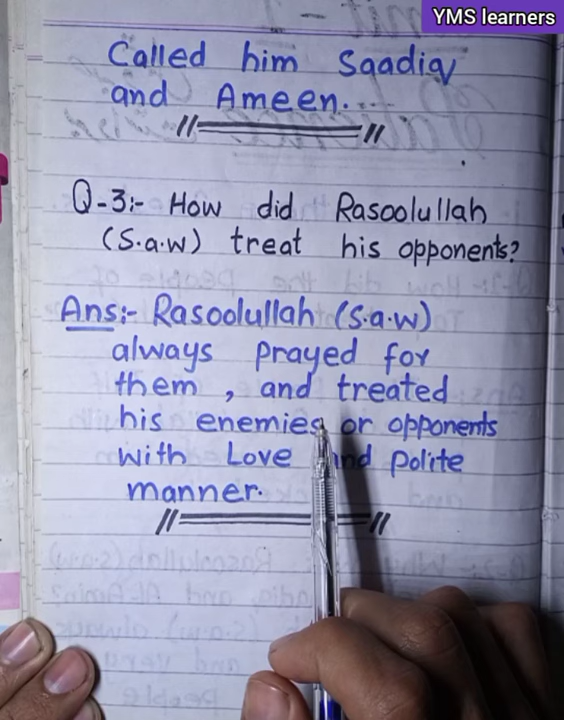 YMS learners
Called him Saadiq
and Ameen.
Q-3:- How did Rasoolullah
(S.a.w) treat his opponents?
Ans:- Rasoolullah (S.a.w)
always prayed for
them , and treated
his enemies or opponents
with Love and polite
manner.